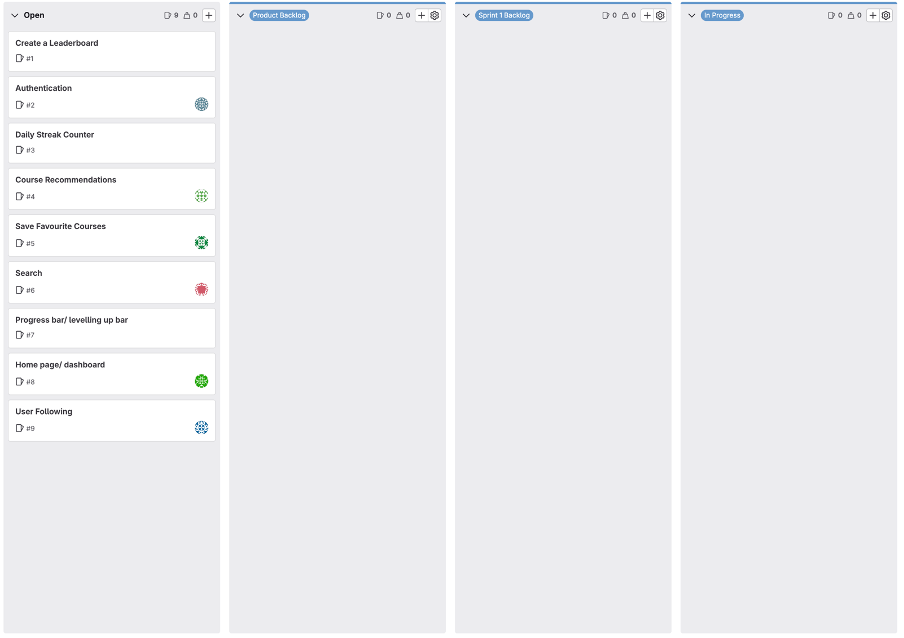 Open 9 0
Create a Leaderboard
#1
Authentication
#2
Daily Streak Counter
#3
Course Recommendations
#4
Save Favourite Courses
#5
Search
#6
Progress bar/ levelling up bar
#7
Home page/ dashboard
#8
User Following
#9
Product Backlog 0 0
Sprint 1 Backlog 0 0
In Progress 0 0